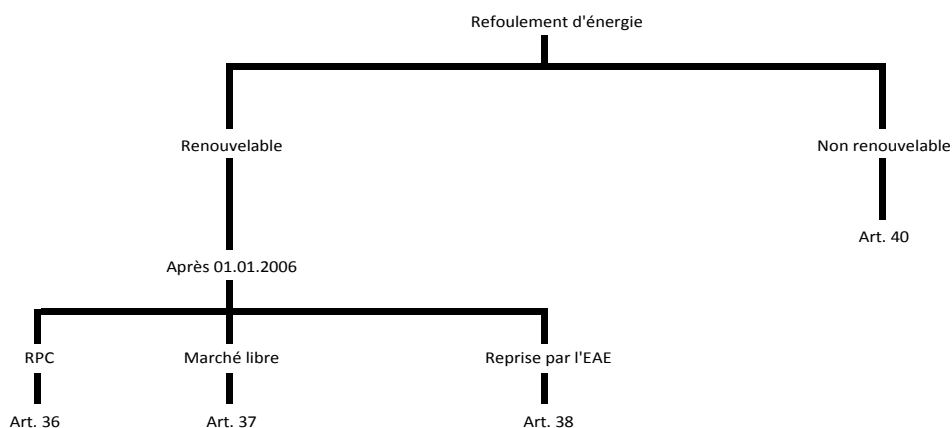 Refoulement d'énergie
Renouvelable
Non renouvelable
Art. 40
Après 01.01.2006
RPC
Marché libre
Reprise par l'EAE
Art. 36
Art. 37
Art. 38